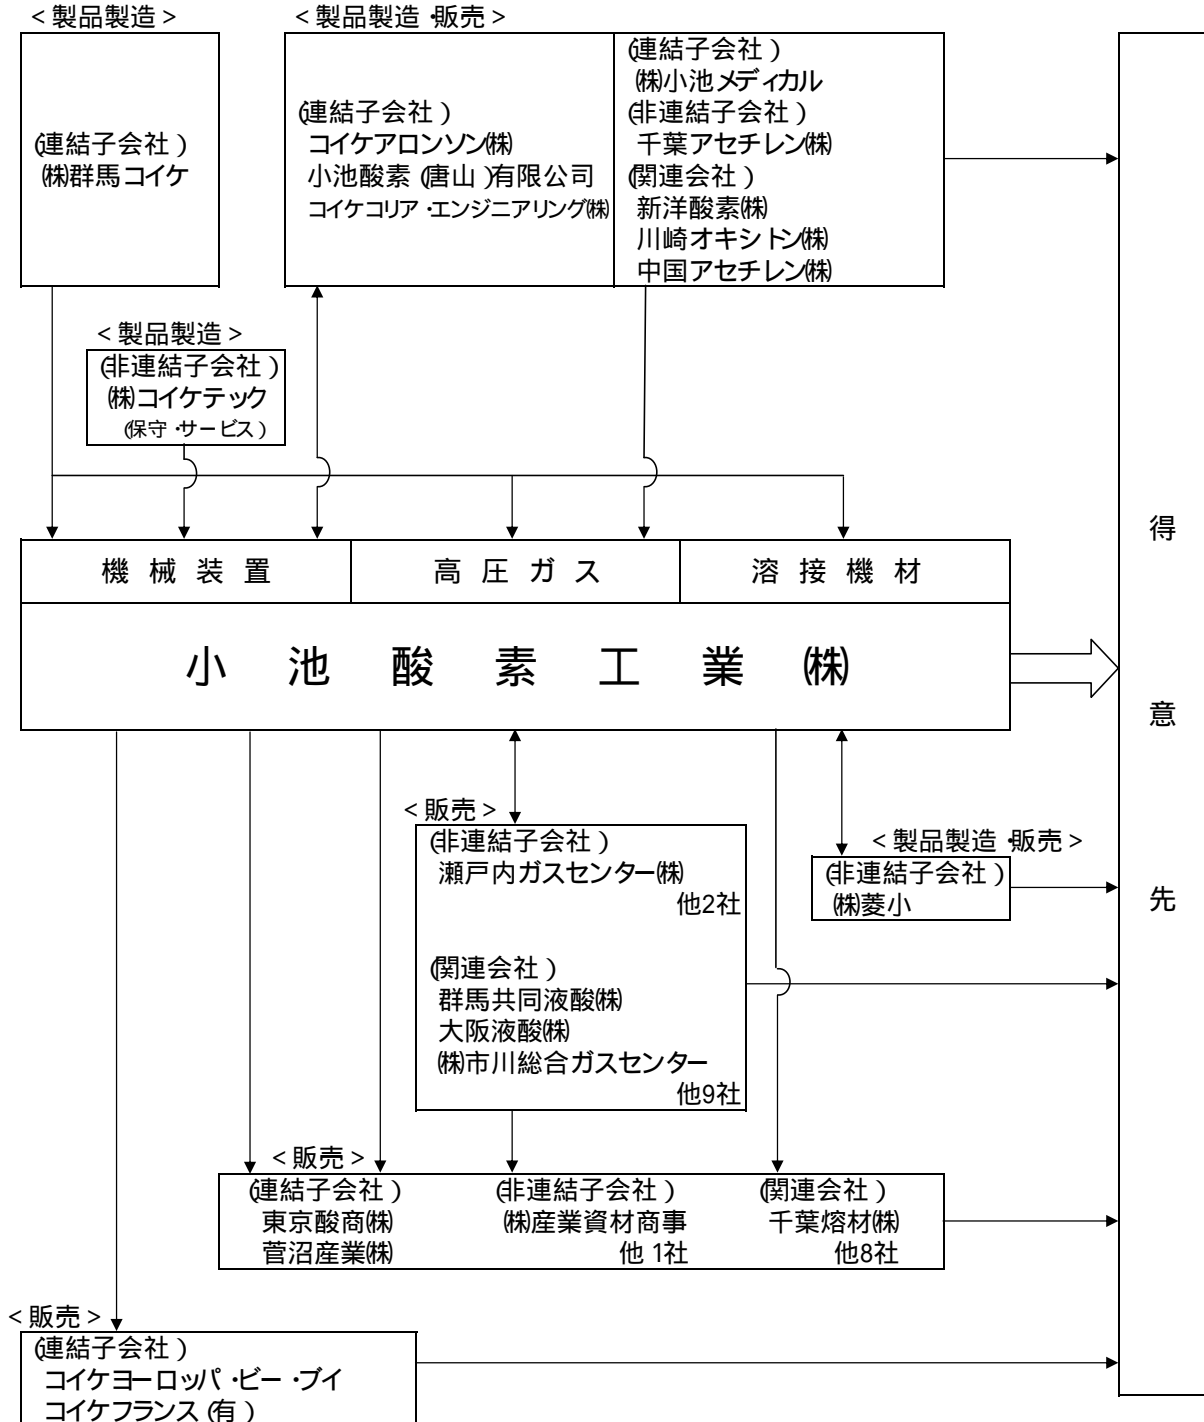 <製品製造>
(連結子会社)
㈱群馬コイケ
<製品製造・販売>
(連結子会社)
コイケアロンソン㈱
小池酸素(唐山)有限公司
コイケコリア・エンジニアリング㈱
(連結子会社)
㈱小池メディカル
(非連結子会社)
千葉アセチレン㈱
(関連会社)
新洋酸素㈱
川崎オキシトン㈱
中国アセチレン㈱
<製品製造>
(非連結子会社)
㈱コイケテック
(保守・サービス)
機械装置
高圧ガス
溶接機材
小池酸素工業㈱
得意先
<販売>
(非連結子会社)
瀬戸内ガスセンター㈱
他2社
(関連会社)
群馬共同液酸㈱
大阪液酸㈱
㈱市川総合ガスセンター
他9社
<製品製造・販売>
(非連結子会社)
㈱菱小
<販売>
(連結子会社)
東京酸商㈱
菅沼産業㈱
(非連結子会社)
㈱産業資材商事
他1社
(関連会社)
千葉熔材㈱
他8社
<販売>
(連結子会社)
コイケヨーロッパ・ビー・ブイ
コイケフランス(有)